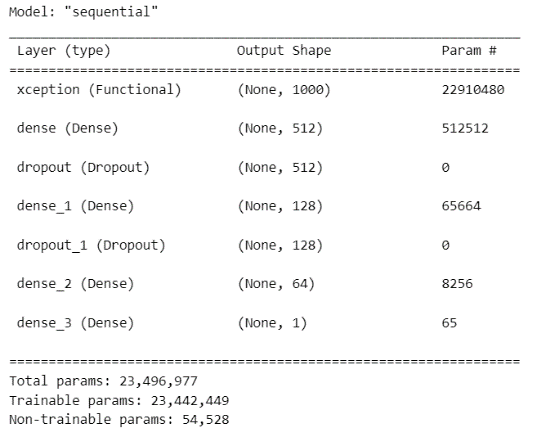 Model: "sequential"
_________________________________________________________________
Layer (type) Output Shape Param #
=================================================================
xception (Functional) (None, 1000) 22910480
dense (Dense) (None, 512) 512512
dropout (Dropout) (None, 512) 0
dense_1 (Dense) (None, 128) 65664
dropout_1 (Dropout) (None, 128) 0
dense_2 (Dense) (None, 64) 8256
dense_3 (Dense) (None, 1) 65
=================================================================
Total params: 23,496,977
Trainable params: 23,442,449
Non-trainable params: 54,528